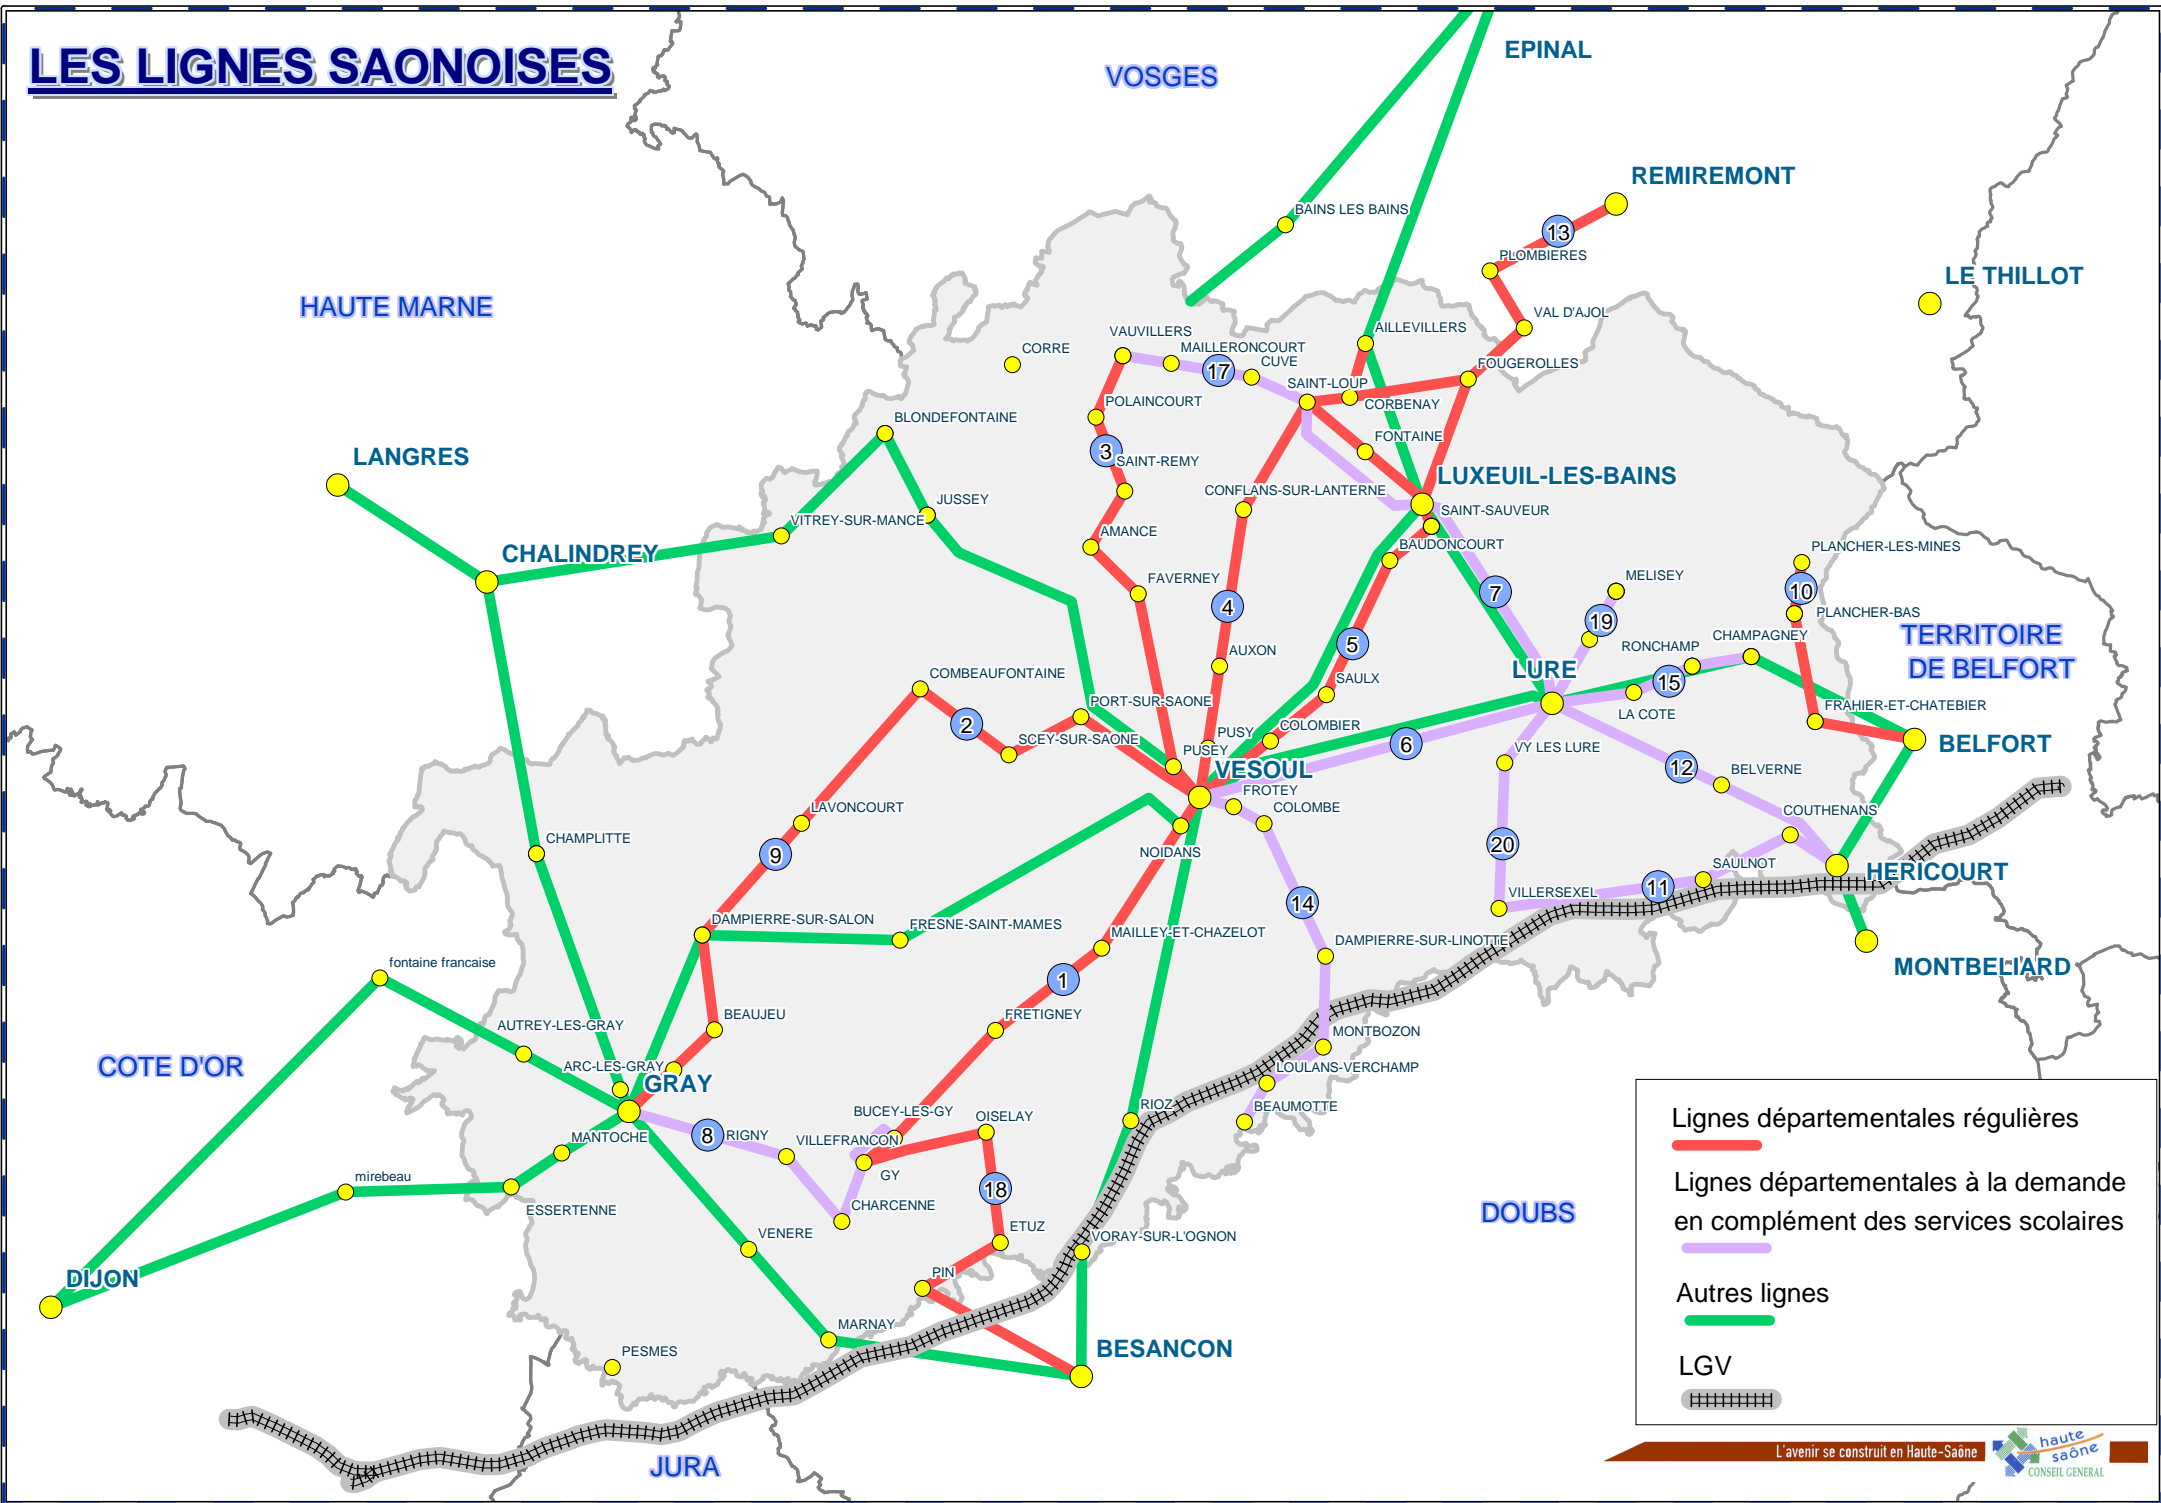 LES LIGNES SAONOISES
EPINAL
VOSGES
REMIREMONT
BAINS LES BAINS
13
PLOMBIERES
LE THILLOT
HAUTE MARNE
VAL D'AJOL
AILLEVILLERS
VAUVILLERS
MAILLERONCOURT
CORRE
17
CUVE
FOUGEROLLES
SAINT-LOUP
POLAINCOURT
CORBENAY
BLONDEFONTAINE
FONTAINE
3
SAINT-REMY
LANGRES
LUXEUIL-LES-BAINS
CONFLANS-SUR-LANTERNE
JUSSEY
SAINT-SAUVEUR
VITREY-SUR-MANCE
AMANCE
BAUDONCOURT
PLANCHER-LES-MINES
CHALINDREY
FAVERNEY
MELISEY
7
10
4
PLANCHER-BAS
19
TERRITOIRE
DE BELFORT
CHAMPAGNEY
RONCHAMP
5
AUXON
LURE
COMBEAUFONTAINE
SAULX
15
PORT-SUR-SAONE
LA COTE
FRAHIER-ET-CHATEBIER
2
SCEY-SUR-SAONE
PUSY
COLOMBIER
6
BELFORT
PUSEY
VY LES LURE
VESOUL
12
BELVERNE
FROTEY
COLOMBE
LAVONCOURT
COUTHENANS
CHAMPLITTE
9
NOIDANS
20
SAULNOT
HERICOURT
11
VILLERSEXEL
14
DAMPIERRE-SUR-SALON
FRESNE-SAINT-MAMES
MAILLEY-ET-CHAZELOT
DAMPIERRE-SUR-LINOTTE
fontaine francaise
MONTBELIARD
1
BEAUJEU
FRETIGNEY
AUTREY-LES-GRAY
MONTBOZON
COTE D'OR
ARC-LES-GRAY
GRAY
LOULANS-VERCHAMP
BUCEY-LES-GY
OISELAY
RIOZ
BEAUMOTTE
MANTOCHE
8
RIGNY
VILLEFRANCON
mirebeau
GY
18
ESSERTENNE
CHARCENNE
DOUBS
VENERE
ETUZ
VORAY-SUR-L'OGNON
DIJON
PIN
MARNAY
BESANCON
PESMES
JURA
Lignes départementales régulières
Lignes départementales à la demande
en complément des services scolaires
Autres lignes
LGV
L'avenir se construit en Haute-Saône
haute
saône
CONSEIL GENERAL